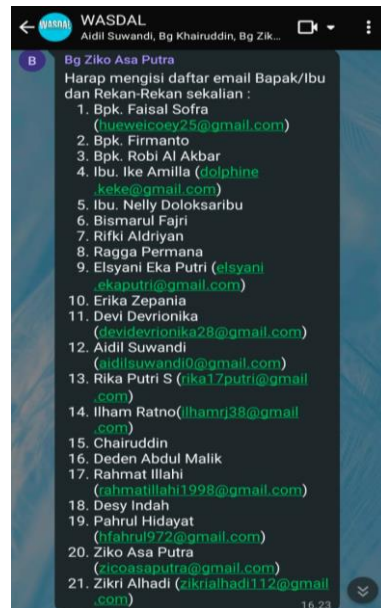 WASDAL
WASDAL
Aidil Suwandi, Bg Khairuddin, Bg Zik...
B
Bg Ziko Asa Putra
Harap mengisi daftar email Bapak/Ibu
dan Rekan-Rekan sekalian :
1. Bpk. Faisal Sofra
(hueweicoey25@gmail.com)
2. Bpk. Firmanto
3. Bpk. Robi Al Akbar
4. Ibu. Ike Amilla (dolphine
.keke@gmail.com)
5. Ibu. Nelly Doloksaribu
6. Bismarul Fajri
7. Rifki Aldriyan
8. Ragga Permana
9. Elsyani Eka Putri (elsyani
.ekaputri@gmail.com)
10. Erika Zepania
11. Devi Devrionika
(devidevrionika28@gmail.com)
12. Aidil Suwandi
(aidilsuwandi0@gmail.com)
13. Rika Putri S (rika17putri@gmail
.com)
14. Ilham Ratno(ilhamrj38@gmail
.com)
15. Chairuddin
16. Deden Abdul Malik
17. Rahmat Illahi
(rahmatillahi1998@gmail.com)
18. Desy Indah
19. Pahrul Hidayat
(hfahrul972@gmail.com)
20. Ziko Asa Putra
(zicoasaputra@gmail.com)
21. Zikri Alhadi (zikrialhadi112@gmail
.com)
16.23